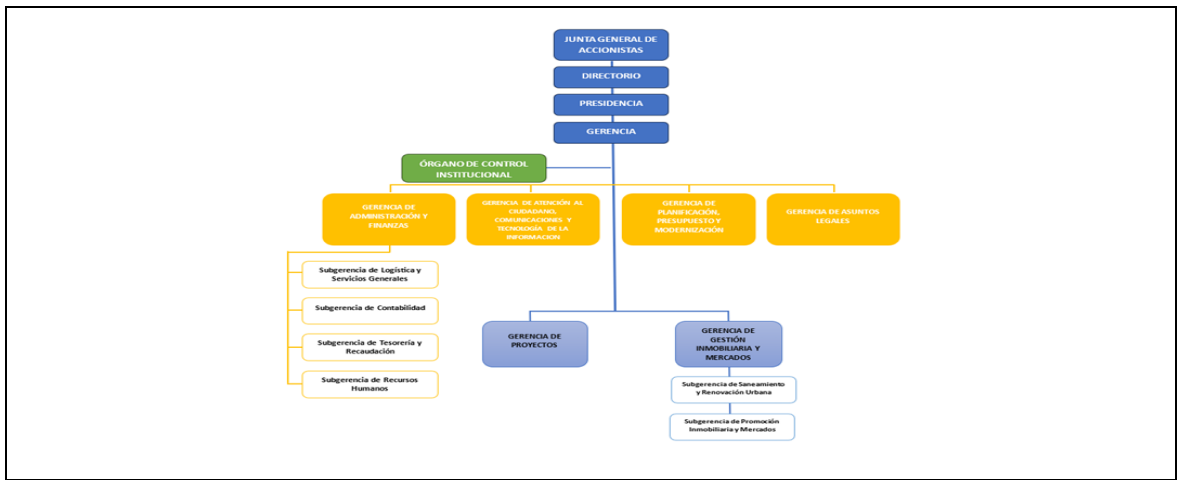 JUNTA GENERAL DE
ACCIONISTAS
DIRECTORIO
PRESIDENCIA
GERENCIA
ÓRGANO DE CONTROL
INSTITUCIONAL
GERENCIA DE
ADMINISTRACIÓN Y
FINANZAS
GERENCIA DE ATENCIÓN AL
CIUDADANO,
COMUNICACIONES Y
TECNOLOGÍA DE LA
INFORMACION
GERENCIA DE
PLANIFICACIÓN,
PRESUPUESTO Y
MODERNIZACIÓN
GERENCIA DE ASUNTOS
LEGALES
Subgerencia de Logística y
Servicios Generales
Subgerencia de Contabilidad
Subgerencia de Tesorería y
Recaudación
Subgerencia de Recursos
Humanos
GERENCIA DE
PROYECTOS
GERENCIA DE
GESTIÓN
INMOBILIARIA Y
MERCADOS
Subgerencia de Saneamiento
y Renovación Urbana
Subgerencia de Promoción
Inmobiliaria y Mercados